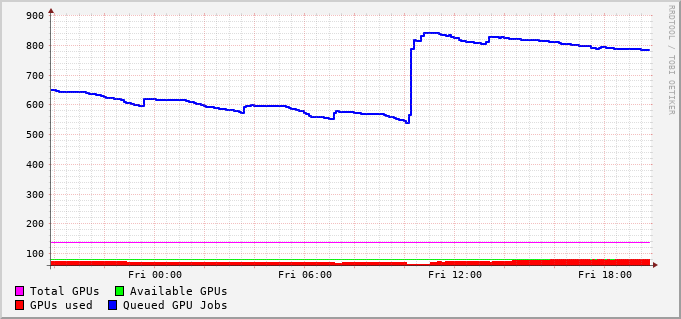 900
800
700
600
500
400
300
200
100
Fri 00:00 Fri 06:00 Fri 12:00 Fri 18:00
Total GPUs Available GPUs
GPUs used Queued GPU Jobs
RRDTOOL / TOBI OETIKER